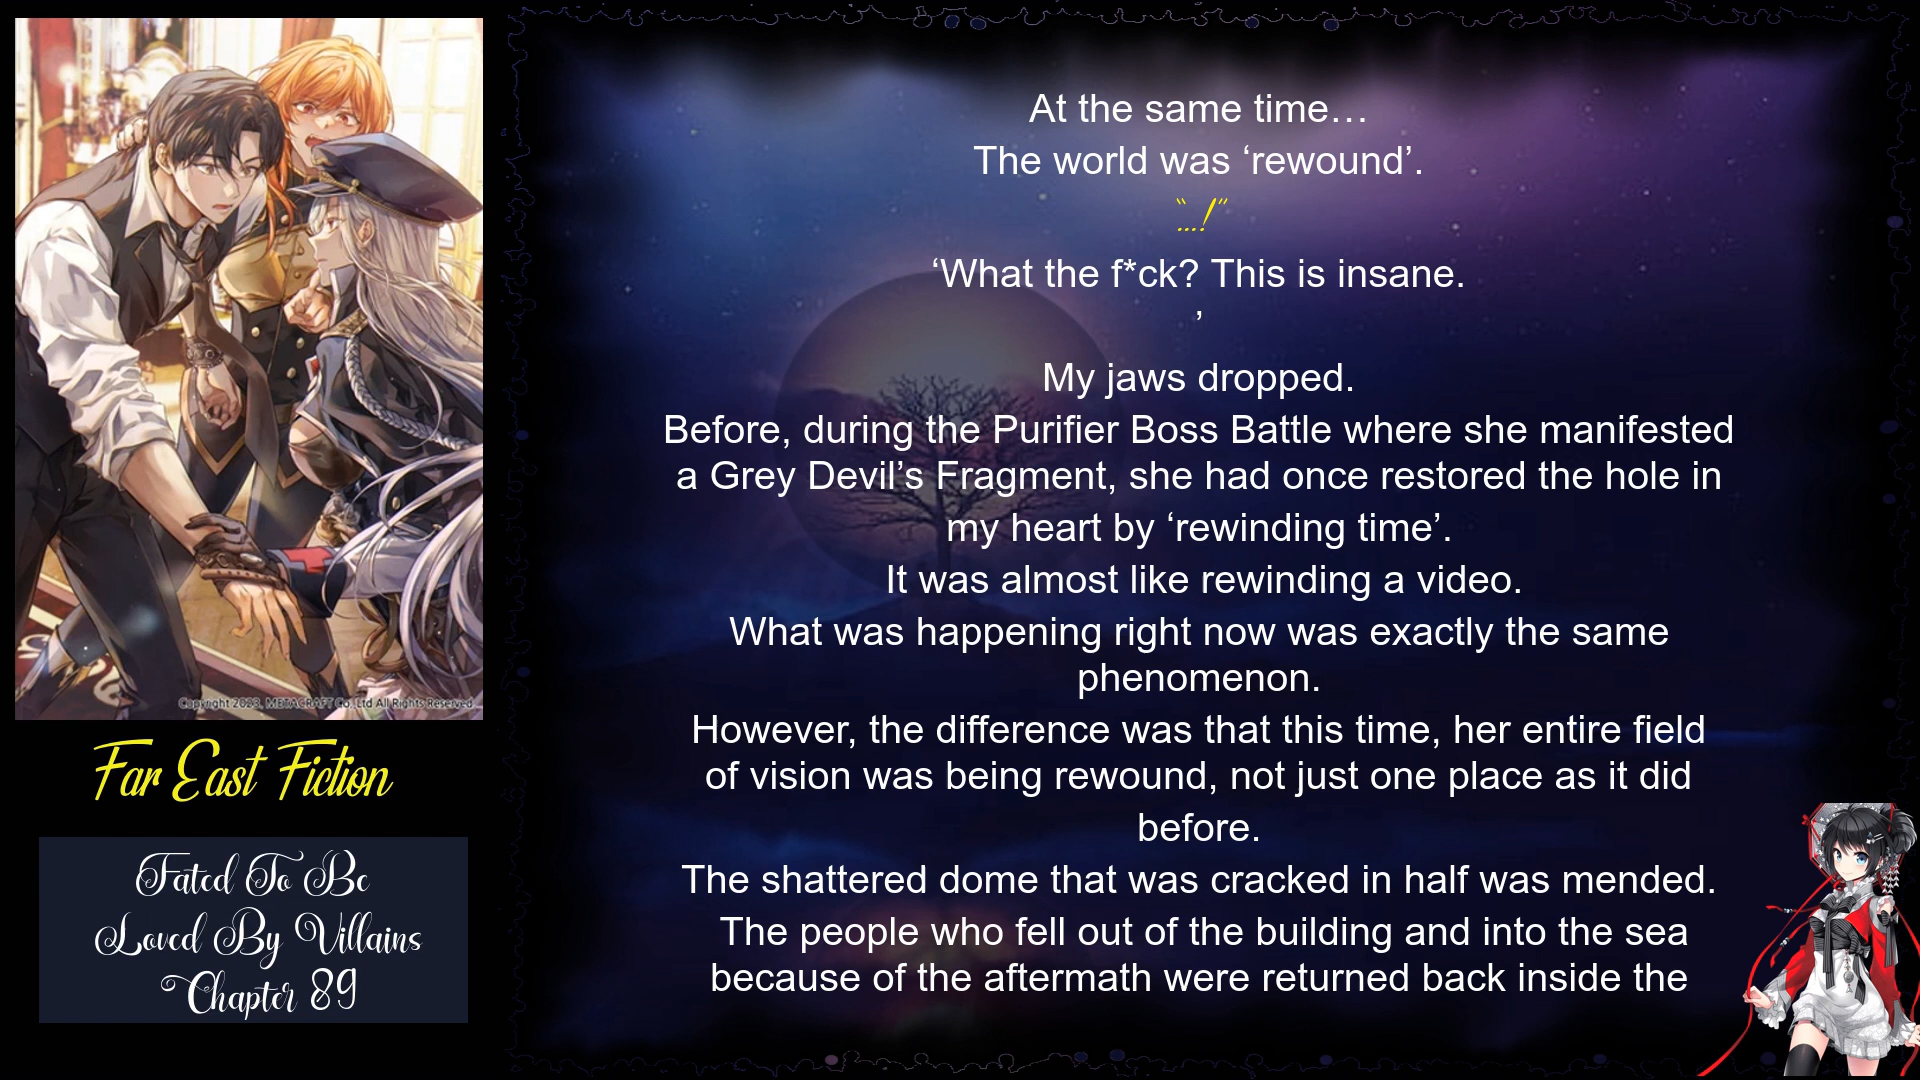 At the same time…
The world was ‘rewound’.
“…!”
‘What the f*ck? This is insane.
’
My jaws dropped.
Before, during the Purifier Boss Battle where she manifested
a Grey Devil’s Fragment, she had once restored the hole in
my heart by ‘rewinding time’.
It was almost like rewinding a video.
What was happening right now was exactly the same
phenomenon.
However, the difference was that this time, her entire field
of vision was being rewound, not just one place as it did
before.
The shattered dome that was cracked in half was mended.
The people who fell out of the building and into the sea
because of the aftermath were returned back inside the
Copyright 2023. METACRAFT Co.,Ltd All Rights Reserved.
Far East Fiction
Fated To Be
Loved By Villains
Chapter 89